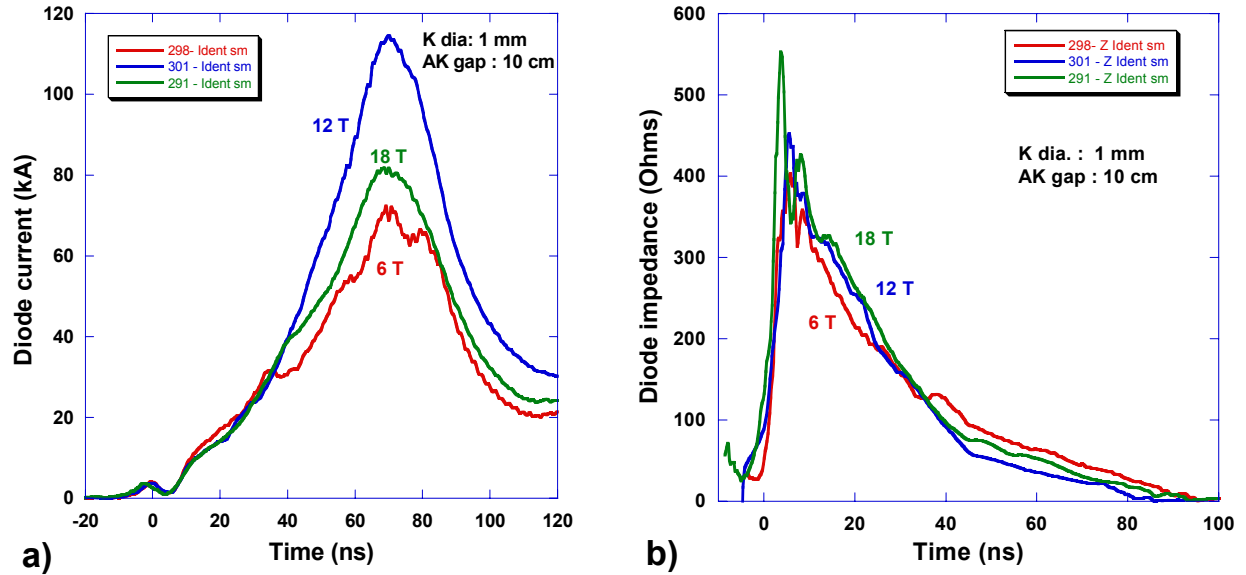 120
100
80
60
40
20
0
Diode current (kA)
298- Ident sm
301 - Ident sm
291 - Ident sm
K dia: 1 mm
AK gap : 10 cm
12 T
18 T
6 T
-20 0 20 40 60 80 100 120
Time (ns)
a)
600
500
400
300
200
100
0
Diode impedance (Ohms)
298- Z Ident sm
301 - Z Ident sm
291 - Z Ident sm
K dia. : 1 mm
AK gap : 10 cm
18 T
12 T
6 T
0 20 40 60 80 100
Time (ns)
b)